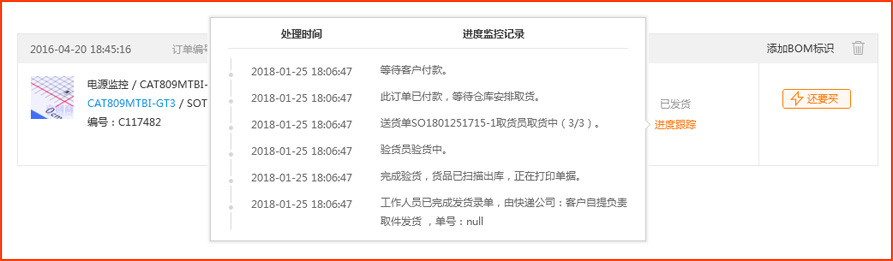 处理时间 进度监控记录
2016-04-20 18:45:16 订单编号 添加BOM标识
2018-01-25 18:06:47 等待客户付款。
电源监控 / CAT809MTBI-
2018-01-25 18:06:47 此订单已付款，等待仓库安排取货。
还要买
CAT809MTBI-GT3 / SOT
已发货
编号：C117482
2018-01-25 18:06:47 送货单SO1801251715-1取货员取货中（3/3）。
进度跟踪
2018-01-25 18:06:47 验货员验货中。
2018-01-25 18:06:47 完成验货，货品已扫描出库，正在打印单据。
2018-01-25 18:06:47 工作人员已完成发货录单，由快递公司：客户自提负责
取件发货 ，单号：null